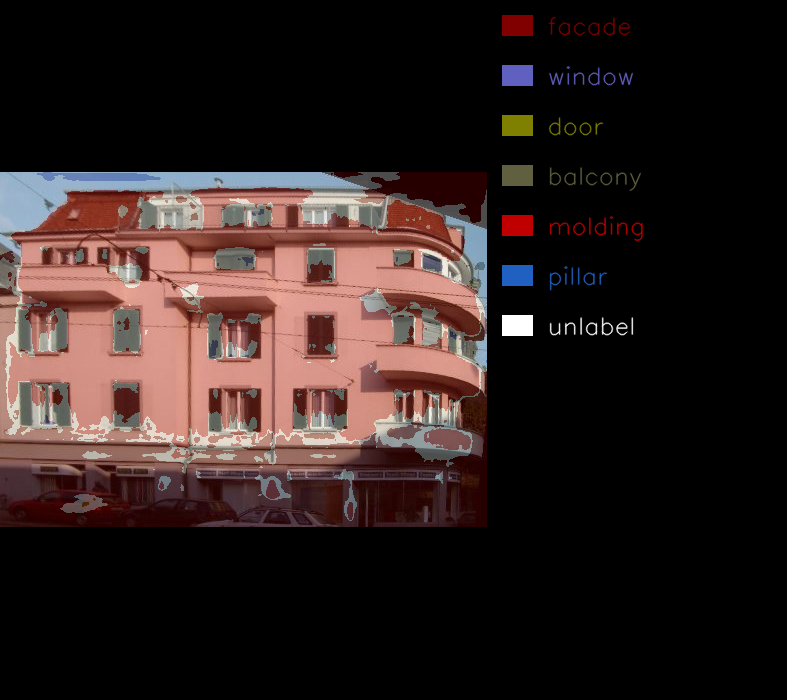 facade
window
door
balcony
molding
pillar
unlabel